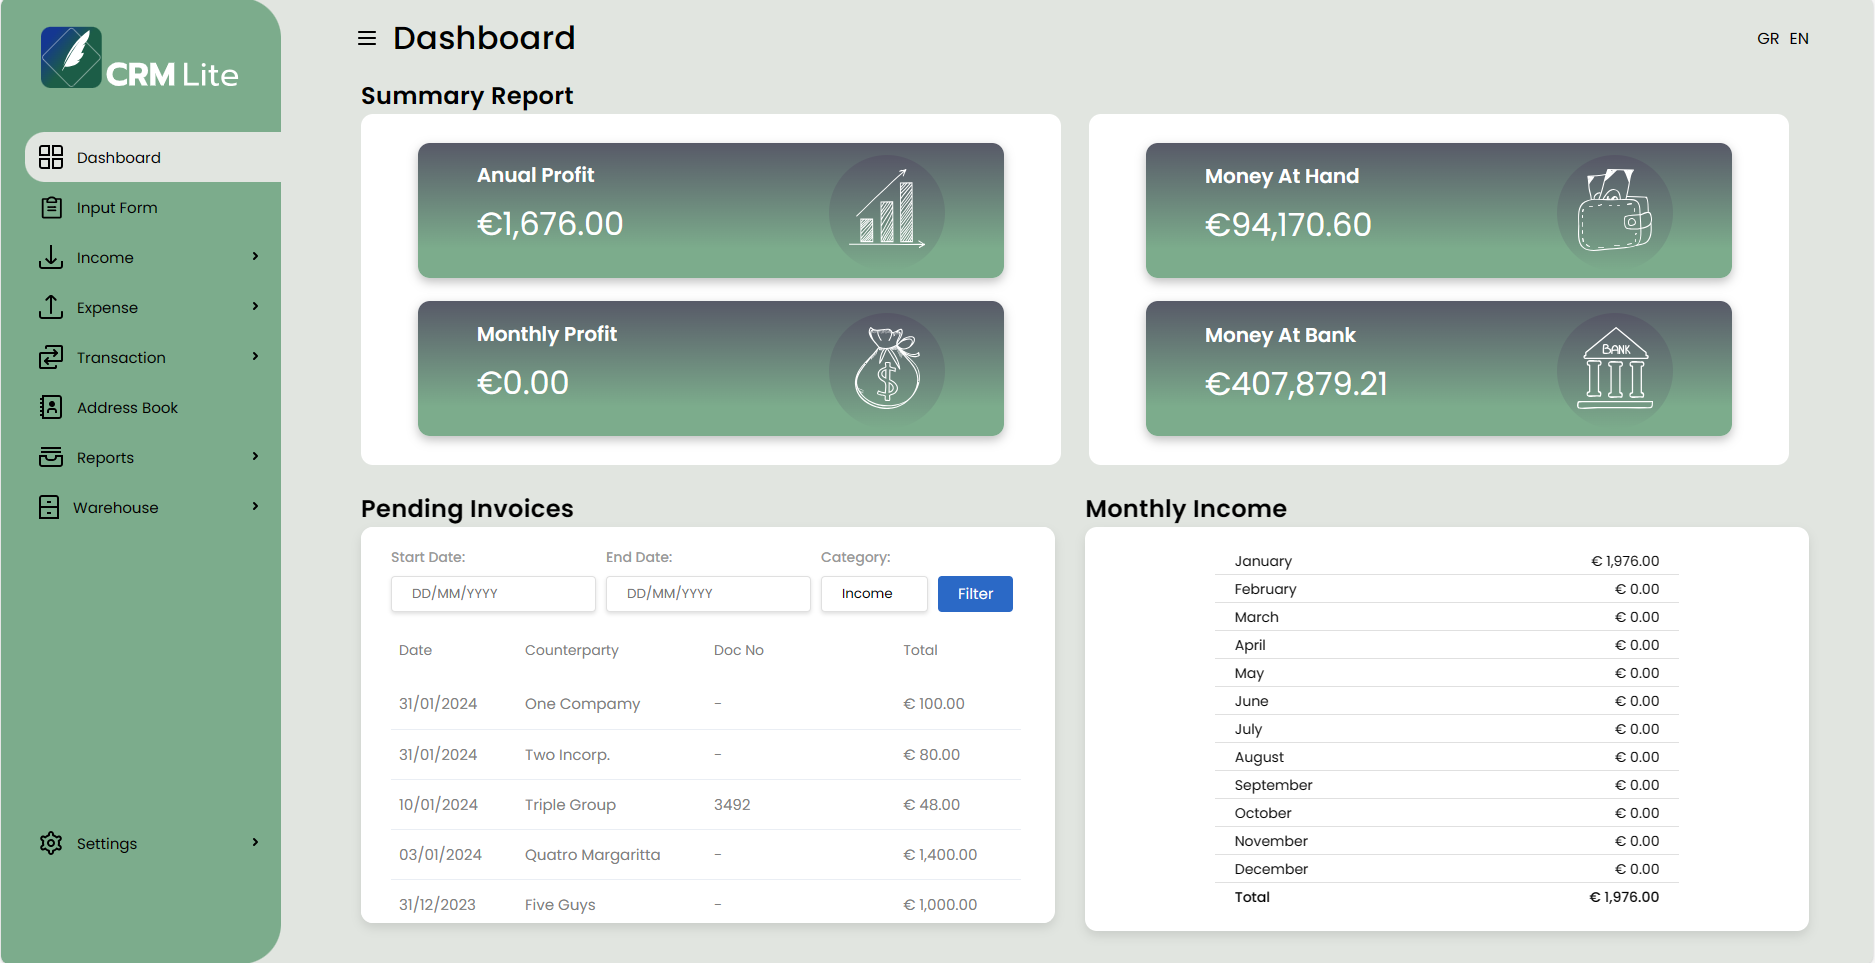 CRM Lite
Dashboard
Input Form
Income
Expense
Transaction
Address Book
Reports
Warehouse
Settings
Dashboard
GR EN
Summary Report
Anual Profit
€1,676.00
Monthly Profit
€0.00
Money At Hand
€94,170.60
Money At Bank
€407,879.21
BANK
Pending Invoices
Start Date: End Date: Category:
DD/MM/YYYY DD/MM/YYYY Income Filter
Date Counterparty Doc No Total
31/01/2024 One Compamy - € 100.00
31/01/2024 Two Incorp. - € 80.00
10/01/2024 Triple Group 3492 € 48.00
03/01/2024 Quatro Margaritta - € 1,400.00
31/12/2023 Five Guys - € 1,000.00
Monthly Income
January € 1,976.00
February € 0.00
March € 0.00
April € 0.00
May € 0.00
June € 0.00
July € 0.00
August € 0.00
September € 0.00
October € 0.00
November € 0.00
December € 0.00
Total € 1,976.00